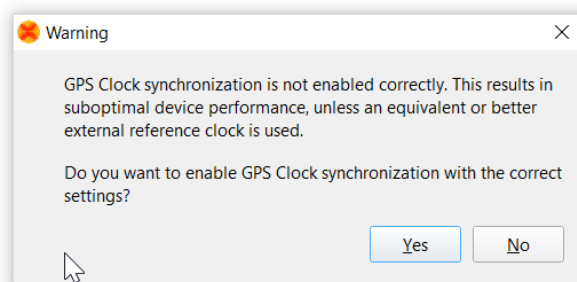 Warning
GPS Clock synchronization is not enabled correctly. This results in
suboptimal device performance, unless an equivalent or better
external reference clock is used.
Do you want to enable GPS Clock synchronization with the correct
settings?
Yes
No